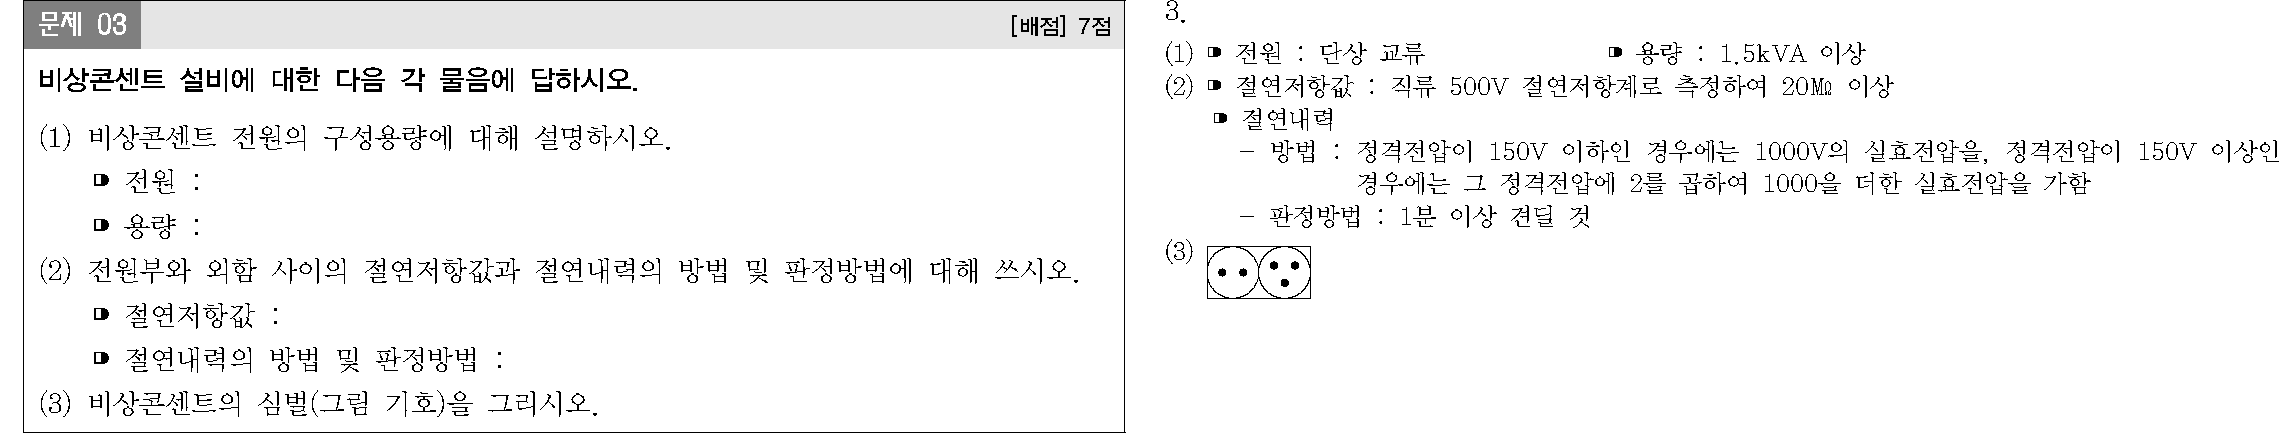 문제 03
[배점] 7점
비상콘센트 설비에 대한 다음 각 물음에 답하시오.
(1) 비상콘센트 전원의 구성용량에 대해 설명하시오.
전원 :
용량 :
(2) 전원부와 외함 사이의 절연저항값과 절연내력의 방법 및 판정방법에 대해 쓰시오.
절연저항값 :
절연내력의 방법 및 판정방법 :
(3) 비상콘센트의 심벌(그림 기호)을 그리시오.
3.
(1) 전원 : 단상 교류 용량 : 1.5kVA 이상
(2) 절연저항값 : 직류 500V 절연저항계로 측정하여 20MΩ 이상
절연내력
- 방법 : 정격전압이 150V 이하인 경우에는 1000V의 실효전압을, 정격전압이 150V 이상인
경우에는 그 정격전압에 2를 곱하여 1000을 더한 실효전압을 가함
- 판정방법 : 1분 이상 견딜 것
(3)